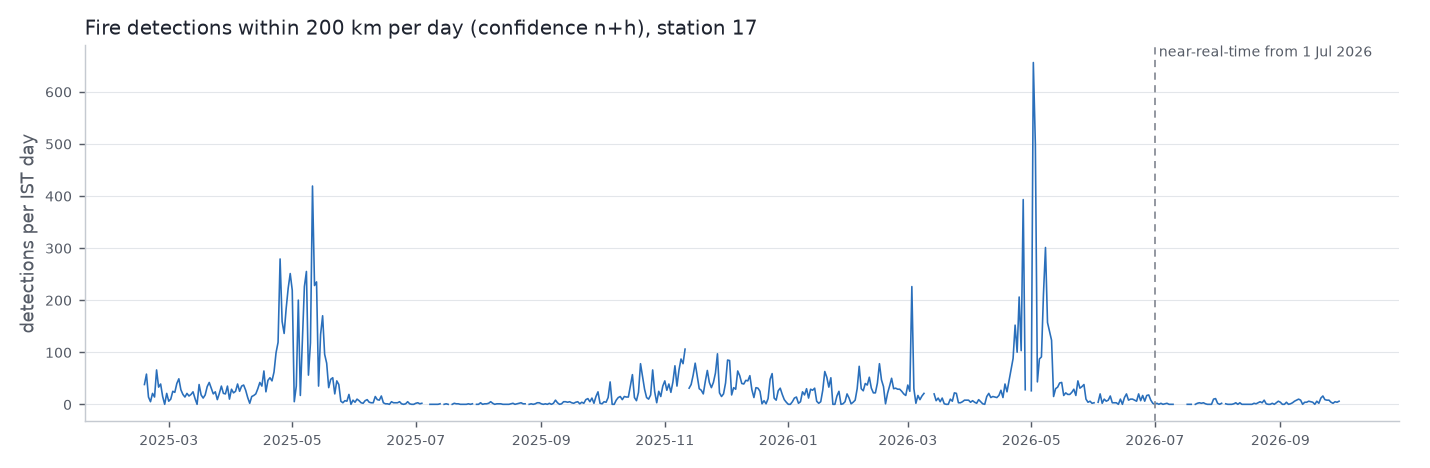 Fire detections within 200 km per day (confidence n+h), station 17
near-real-time from 1 Jul 2026
detections per IST day
600
500
400
300
200
100
0
2025-03 2025-05 2025-07 2025-09 2025-11 2026-01 2026-03 2026-05 2026-07 2026-09